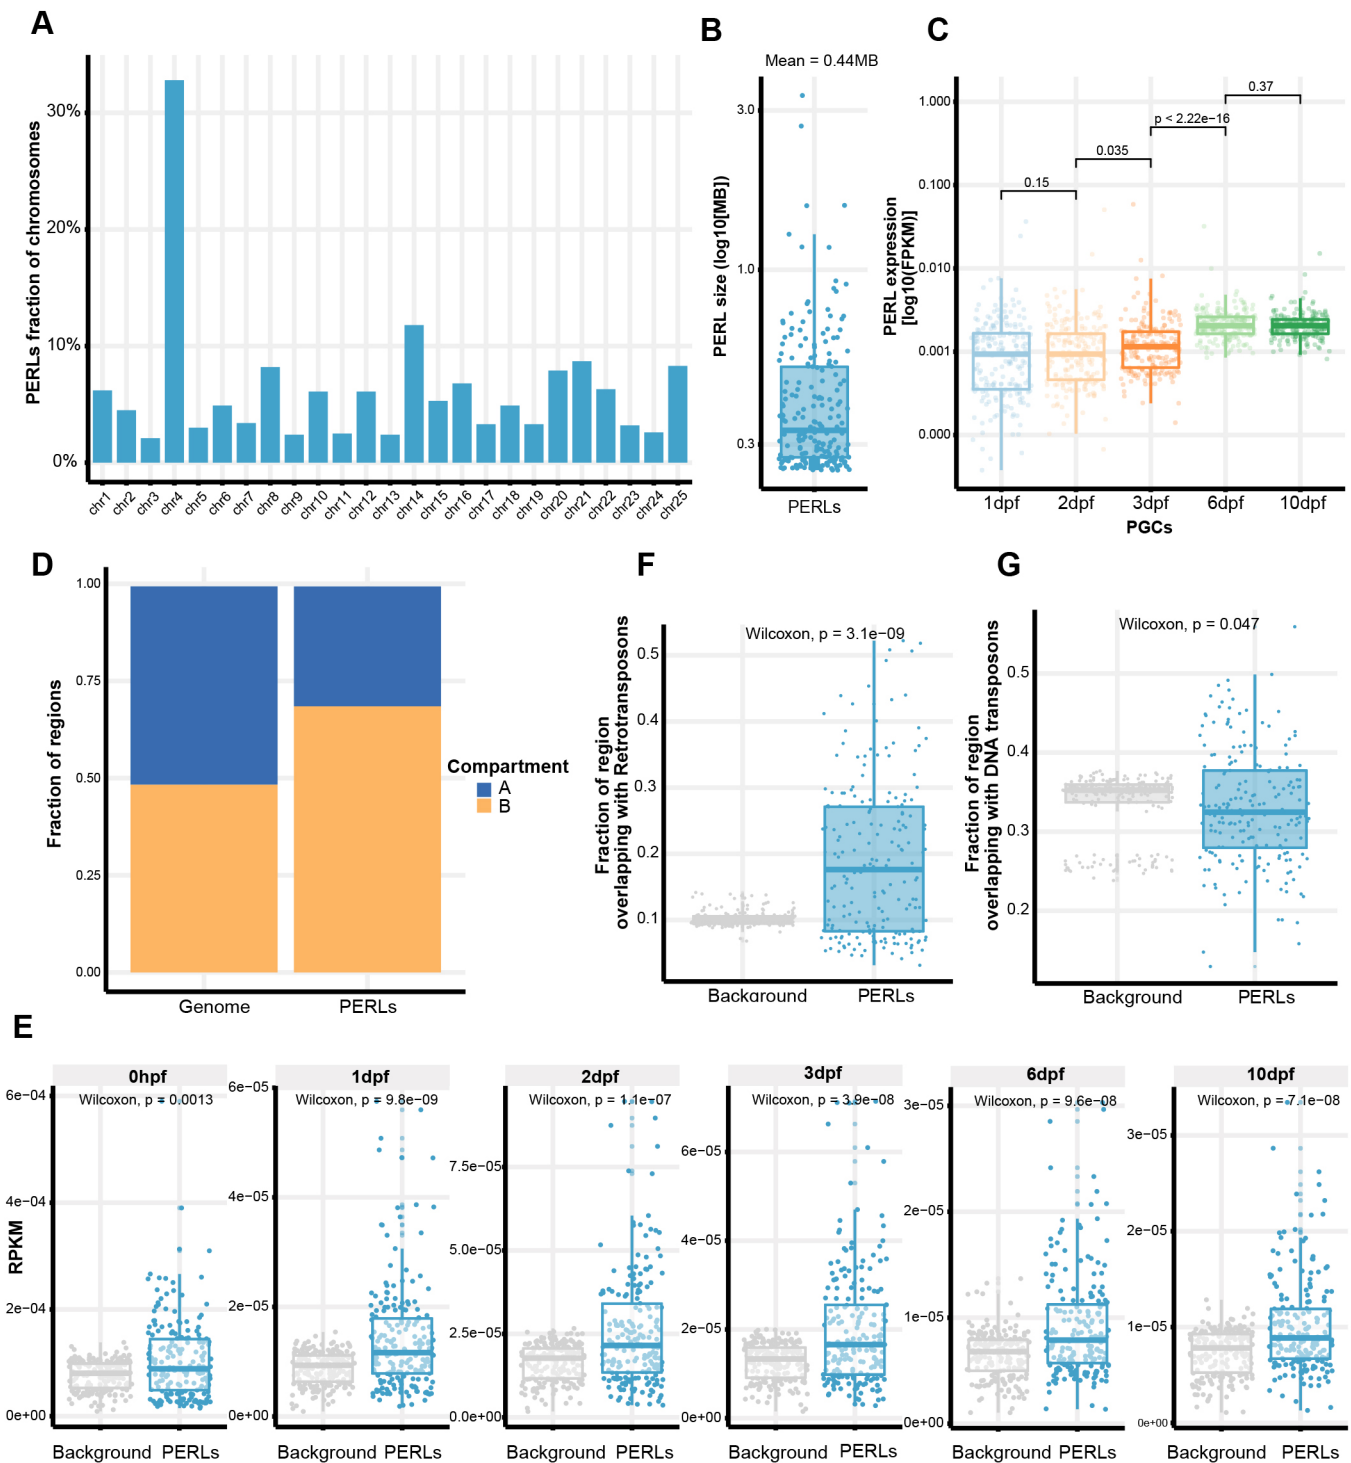 A
PERLs fraction of chromosomes
30%
20%
10%
0%
chr1
chr2
chr3
chr4
chr5
chr6
chr7
chr8
chr9
chr10
chr11
chr12
chr13
chr14
chr15
chr16
chr17
chr18
chr19
chr20
chr21
chr22
chr23
chr24
chr25
B
Mean = 0.44MB
PERL size (log10[MB])
3.0
1.0
0.3
PERLs
C
PERL expression
[log10(FPKM)]
1.000
0.100
0.010
0.001
0.000
0.15
0.035
p < 2.22e−16
0.37
1dpf
2dpf
3dpf
6dpf
10dpf
PGCs
D
Fraction of regions
1.00
0.75
0.50
0.25
0.00
Genome
PERLs
Compartment
A
B
F
Wilcoxon, p = 3.1e−09
Fraction of region
overlapping with Retrotransposons
0.5
0.4
0.3
0.2
0.1
Background
PERLs
G
Wilcoxon, p = 0.047
Fraction of region
overlapping with DNA transposons
0.5
0.4
0.3
0.2
Background
PERLs
E
RPKM
0hpf
Wilcoxon, p = 0.0013
6e−04
4e−04
2e−04
0e+00
Background
PERLs
1dpf
Wilcoxon, p = 9.8e−09
6e−05
4e−05
2e−05
0e+00
Background
PERLs
2dpf
Wilcoxon, p = 1.1e−07
7.5e−05
5.0e−05
2.5e−05
0.0e+00
Background
PERLs
3dpf
Wilcoxon, p = 3.9e−08
6e−05
4e−05
2e−05
0e+00
Background
PERLs
6dpf
Wilcoxon, p = 9.6e−08
3e−05
2e−05
1e−05
0e+00
Background
PERLs
10dpf
Wilcoxon, p = 7.1e−08
3e−05
2e−05
1e−05
0e+00
Background
PERLs